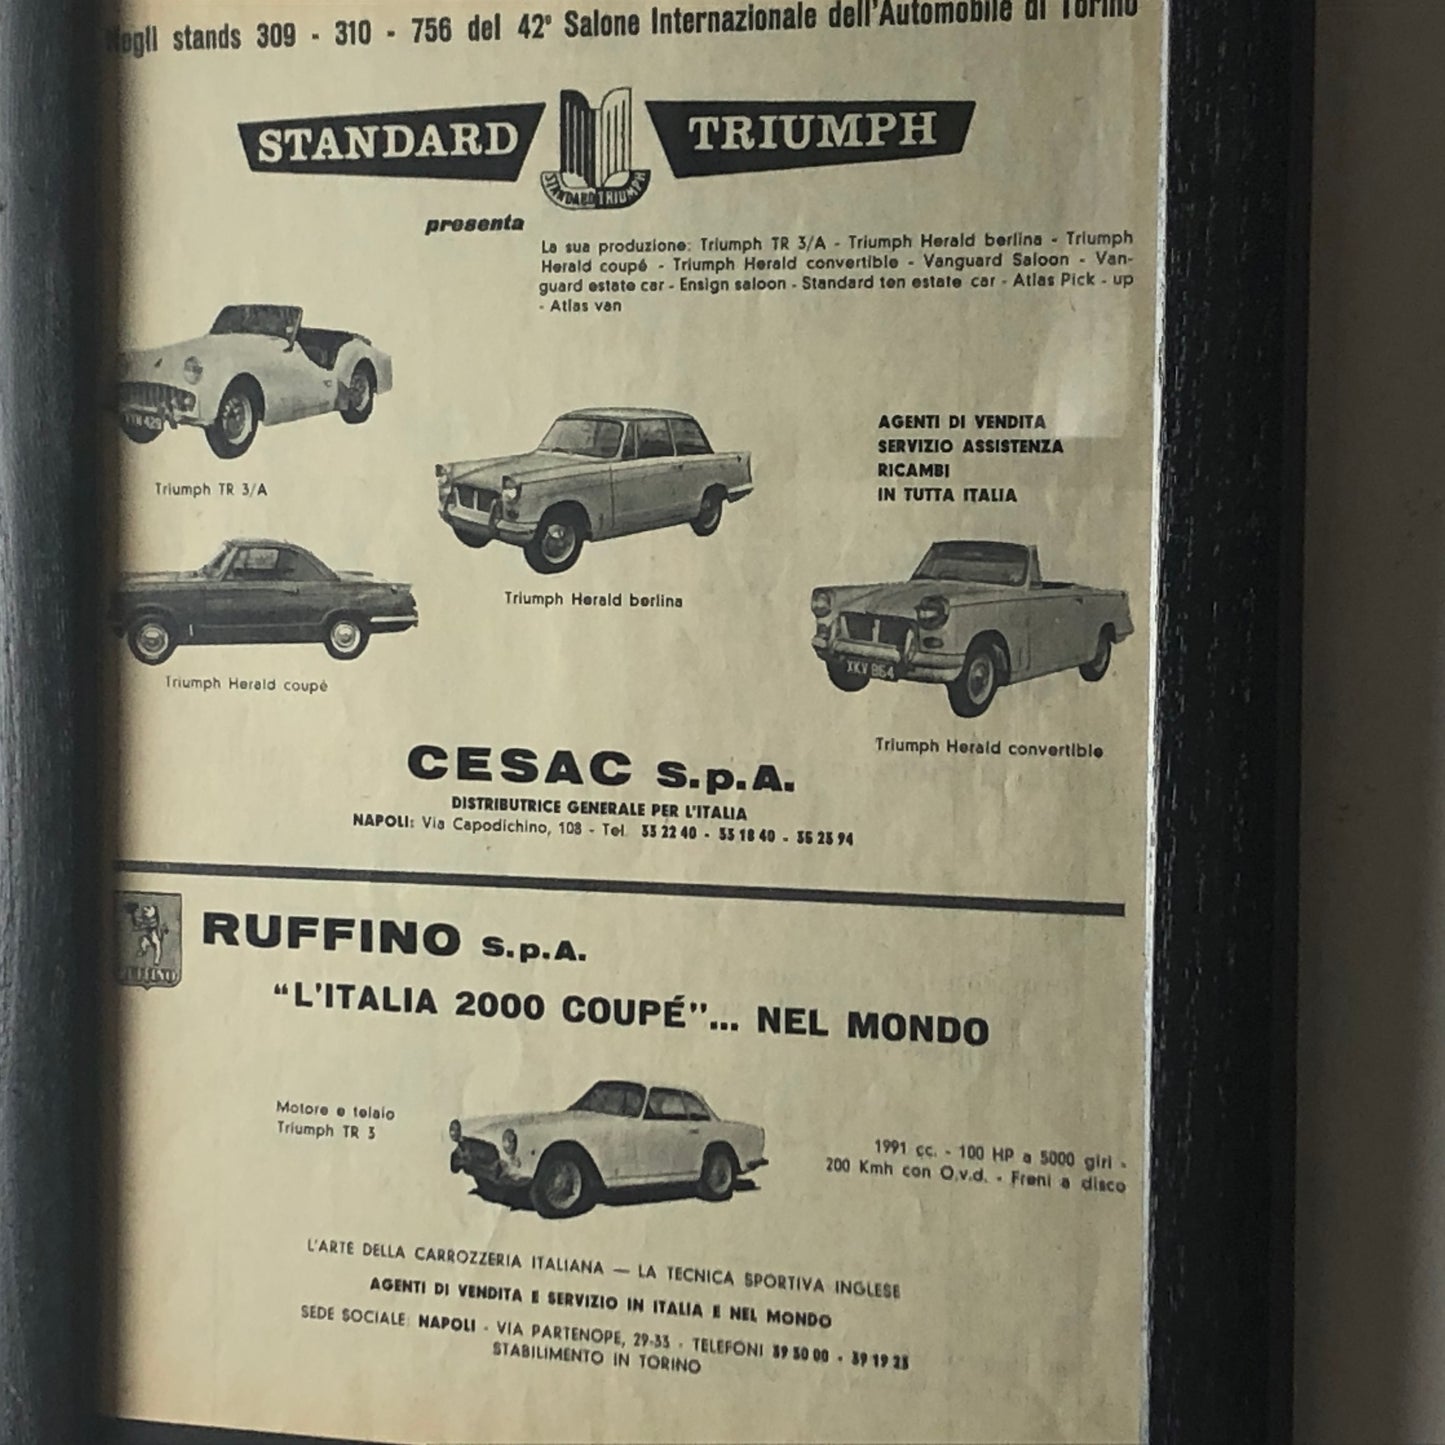 Negli stands 309 - 310 - 756 del 42° Salone Internazionale dell'Automobile di Torino
STANDARD TRIUMPH
STANDARD TRIUMPH
presenta
La sua produzione: Triumph TR 3/A - Triumph Herald berlina - Triumph
Herald coupé - Triumph Herald convertible - Vanguard Saloon - Van-
guard estate car - Ensign saloon - Standard ten estate car - Atlas Pick - up
- Atlas van
AGENTI DI VENDITA
SERVIZIO ASSISTENZA
RICAMBI
IN TUTTA ITALIA
Triumph TR 3/A
Triumph Herald berlina
XKV 864
Triumph Herald coupé
Triumph Herald convertible
CESAC s.p.A.
DISTRIBUTRICE GENERALE PER L'ITALIA
NAPOLI: Via Capodichino, 108 - Tel. 33 22 40 - 33 18 40 - 35 23 94
RUFFINO
RUFFINO s.p.A.
"L'ITALIA 2000 COUPÉ"... NEL MONDO
Motore e telaio
Triumph TR 3
1991 cc. - 100 HP a 5000 giri -
200 Kmh con O.v.d. - Freni a disco
L'ARTE DELLA CARROZZERIA ITALIANA — LA TECNICA SPORTIVA INGLESE
AGENTI DI VENDITA E SERVIZIO IN ITALIA E NEL MONDO
SEDE SOCIALE: NAPOLI - VIA PARTENOPE, 29-33 - TELEFONI 39 50 00 - 39 19 23
STABILIMENTO IN TORINO